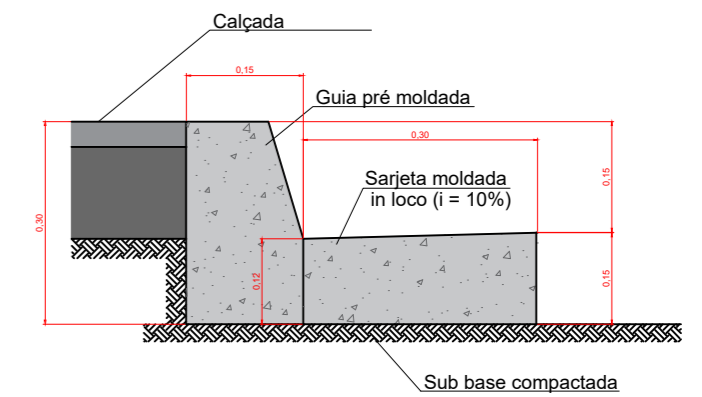 Calçada
0,15
Guia pré moldada
0,30
0,15
Sarjeta moldada
in loco (i = 10%)
0,30
0,12
0,15
Sub base compactada